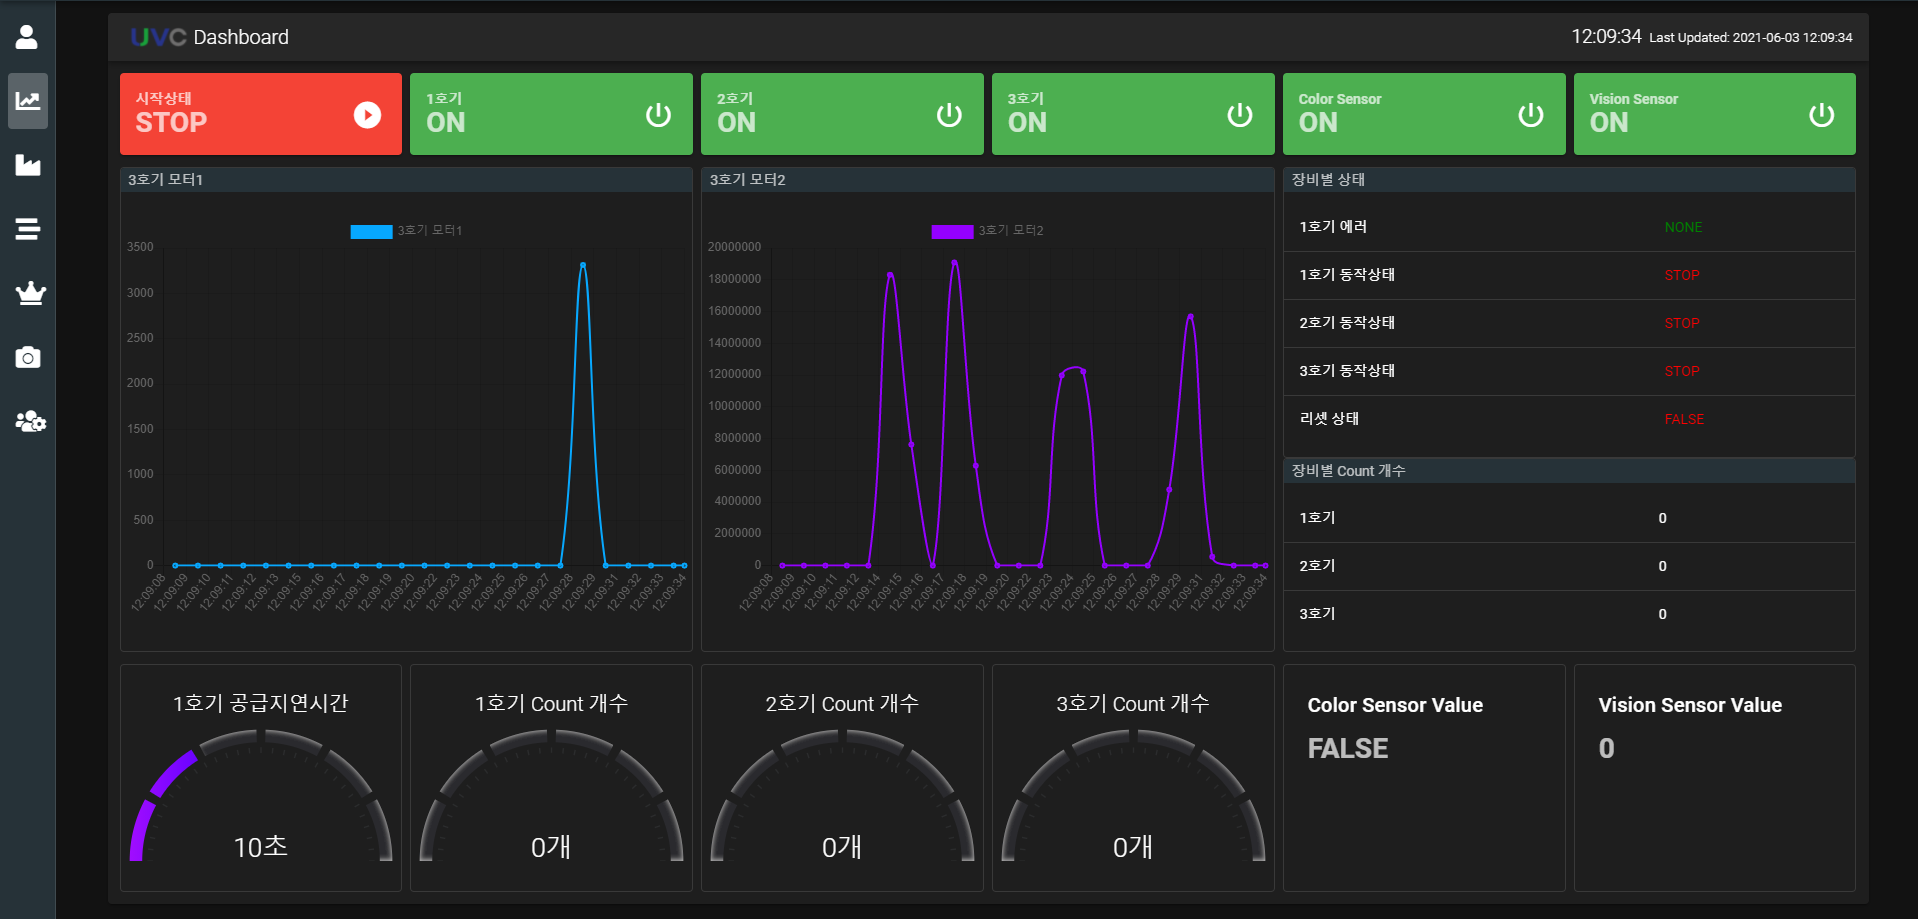 UVC Dashboard
12:09:34 Last Updated: 2021-06-03 12:09:34
시작상태
STOP
1호기
ON
2호기
ON
3호기
ON
Color Sensor
ON
Vision Sensor
ON
3호기 모터1
3호기 모터1
3500
3000
2500
2000
1500
1000
500
0
12:09:08
12:09:09
12:09:10
12:09:11
12:09:12
12:09:13
12:09:15
12:09:16
12:09:17
12:09:18
12:09:19
12:09:20
12:09:22
12:09:23
12:09:24
12:09:25
12:09:26
12:09:27
12:09:28
12:09:29
12:09:31
12:09:32
12:09:33
12:09:34
3호기 모터2
3호기 모터2
20000000
18000000
16000000
14000000
12000000
10000000
8000000
6000000
4000000
2000000
0
12:09:08
12:09:09
12:09:10
12:09:11
12:09:12
12:09:14
12:09:15
12:09:16
12:09:17
12:09:18
12:09:19
12:09:20
12:09:22
12:09:23
12:09:24
12:09:25
12:09:26
12:09:27
12:09:28
12:09:29
12:09:31
12:09:32
12:09:33
12:09:34
장비별 상태
1호기 에러 NONE
1호기 동작상태 STOP
2호기 동작상태 STOP
3호기 동작상태 STOP
리셋 상태 FALSE
장비별 Count 개수
1호기 0
2호기 0
3호기 0
1호기 공급지연시간
10초
1호기 Count 개수
0개
2호기 Count 개수
0개
3호기 Count 개수
0개
Color Sensor Value
FALSE
Vision Sensor Value
0